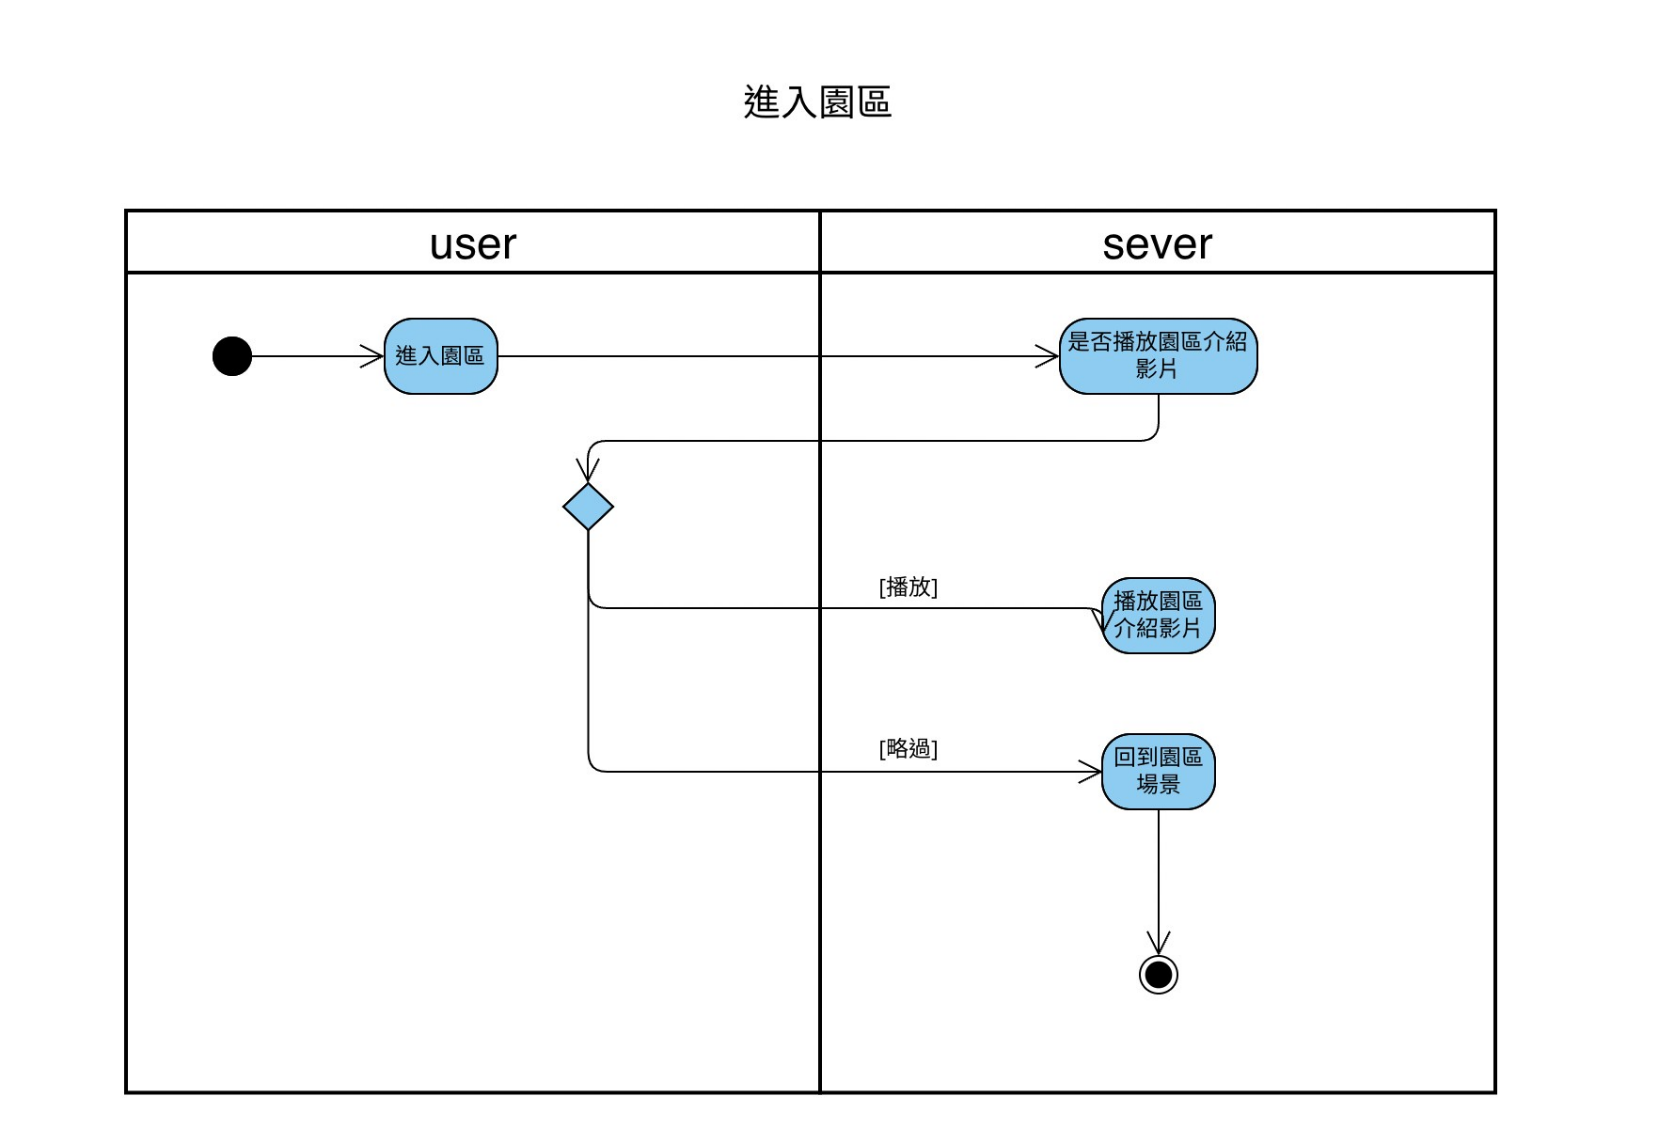 進入園區
user
sever
進入園區
是否播放園區介紹
影片
[播放]
播放園區
介紹影片
[略過]
回到園區
場景